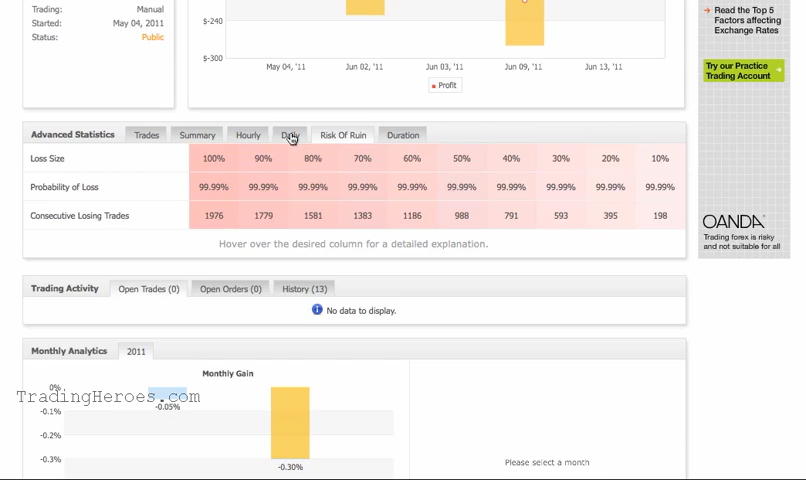 Trading: Manual
Started: May 04, 2011
Status: Public
$-240
$-300
May 04, '11 Jun 02, '11 Jun 03, '11 Jun 09, '11 Jun 13, '11
Profit
Read the Top 5
Factors affecting
Exchange Rates
Try our Practice
Trading Account
Advanced Statistics Trades Summary Hourly Daily Risk Of Ruin Duration
Loss Size 100% 90% 80% 70% 60% 50% 40% 30% 20% 10%
Probability of Loss 99.99% 99.99% 99.99% 99.99% 99.99% 99.99% 99.99% 99.99% 99.99% 99.99%
Consecutive Losing Trades 1976 1779 1581 1383 1186 988 791 593 395 198
Hover over the desired column for a detailed explanation.
OANDA
Trading forex is risky
and not suitable for all
Trading Activity Open Trades (0) Open Orders (0) History (13)
No data to display.
Monthly Analytics 2011
Monthly Gain
0%
-0.1%
-0.2%
-0.3%
-0.05%
-0.30%
Please select a month
TradingHeroes.com